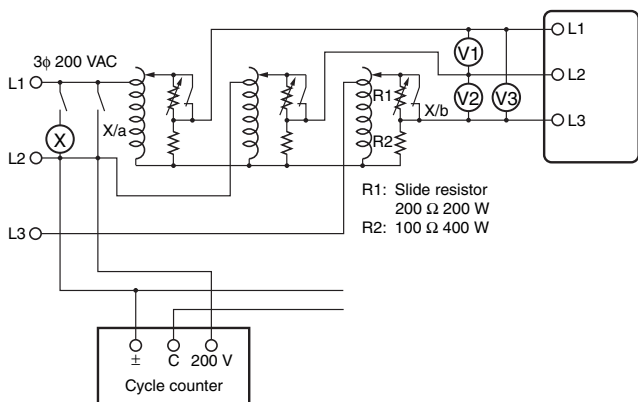 3ϕ 200 VAC
L1
L2
L3
X
X/a
R1
R2
X/b
V1
V2
V3
L1
L2
L3
R1: Slide resistor
200 Ω 200 W
R2: 100 Ω 400 W
± C 200 V
Cycle counter